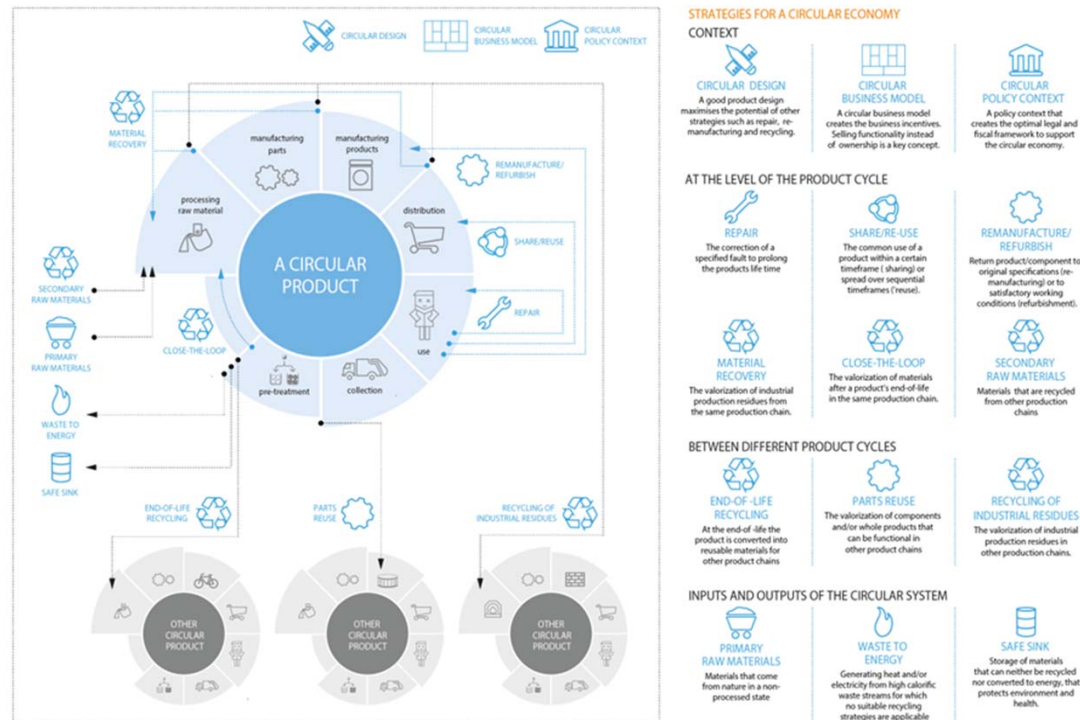 CIRCULAR DESIGN
CIRCULAR
BUSINESS MODEL
CIRCULAR
POLICY CONTEXT
MATERIAL
RECOVERY
manufacturing
parts
manufacturing
products
REMANUFACTURE/
REFURBISH
processing
raw material
distribution
SHARE/REUSE
A CIRCULAR
PRODUCT
SECONDARY
RAW MATERIALS
REPAIR
PRIMARY
RAW MATERIALS
CLOSE-THE-LOOP
use
pre-treatment
collection
WASTE TO
ENERGY
SAFE SINK
END-OF-LIFE
RECYCLING
PARTS
REUSE
RECYCLING OF
INDUSTRIAL RESIDUES
OTHER
CIRCULAR
PRODUCT
OTHER
CIRCULAR
PRODUCT
OTHER
CIRCULAR
PRODUCT
STRATEGIES FOR A CIRCULAR ECONOMY
CONTEXT
CIRCULAR DESIGN
A good product design
maximises the potential of other
strategies such as repair, re-
manufacturing and recycling.
CIRCULAR
BUSINESS MODEL
A circular business model
creates the business incentives.
Selling functionality instead
of ownership is a key concept.
CIRCULAR
POLICY CONTEXT
A policy context that
creates the optimal legal and
fiscal framework to support
the circular economy.
AT THE LEVEL OF THE PRODUCT CYCLE
REPAIR
The correction of a
specified fault to prolong
the products life time
SHARE/RE-USE
The common use of a
product within a certain
timeframe ( sharing) or
spread over sequential
timeframes ('reuse).
REMANUFACTURE/
REFURBISH
Return product/component to
original specifications (re-
manufacturing) or to
satisfactory working
conditions (refurbishment).
MATERIAL
RECOVERY
The valorization of industrial
production residues from
the same production chain.
CLOSE-THE-LOOP
The valorization of materials
after a product's end-of-life
in the same production chain.
SECONDARY
RAW MATERIALS
Materials that are recycled
from other production
chains
BETWEEN DIFFERENT PRODUCT CYCLES
END-OF -LIFE
RECYCLING
At the end-of -life the
product is converted into
reusable materials for
other product chains
PARTS REUSE
The valorization of components
and/or whole products that
can be functional in
other product chains
RECYCLING OF
INDUSTRIAL RESIDUES
The valorization of industrial
production residues in
other production chains.
INPUTS AND OUTPUTS OF THE CIRCULAR SYSTEM
PRIMARY
RAW MATERIALS
Materials that come
from nature in a non-
processed state
WASTE TO
ENERGY
Generating heat and/or
electricity from high calorific
waste streams for which
no suitable recycling
strategies are applicable
SAFE SINK
Storage of materials
that can neither be recycled
nor converted to energy, that
protects environment and
health.